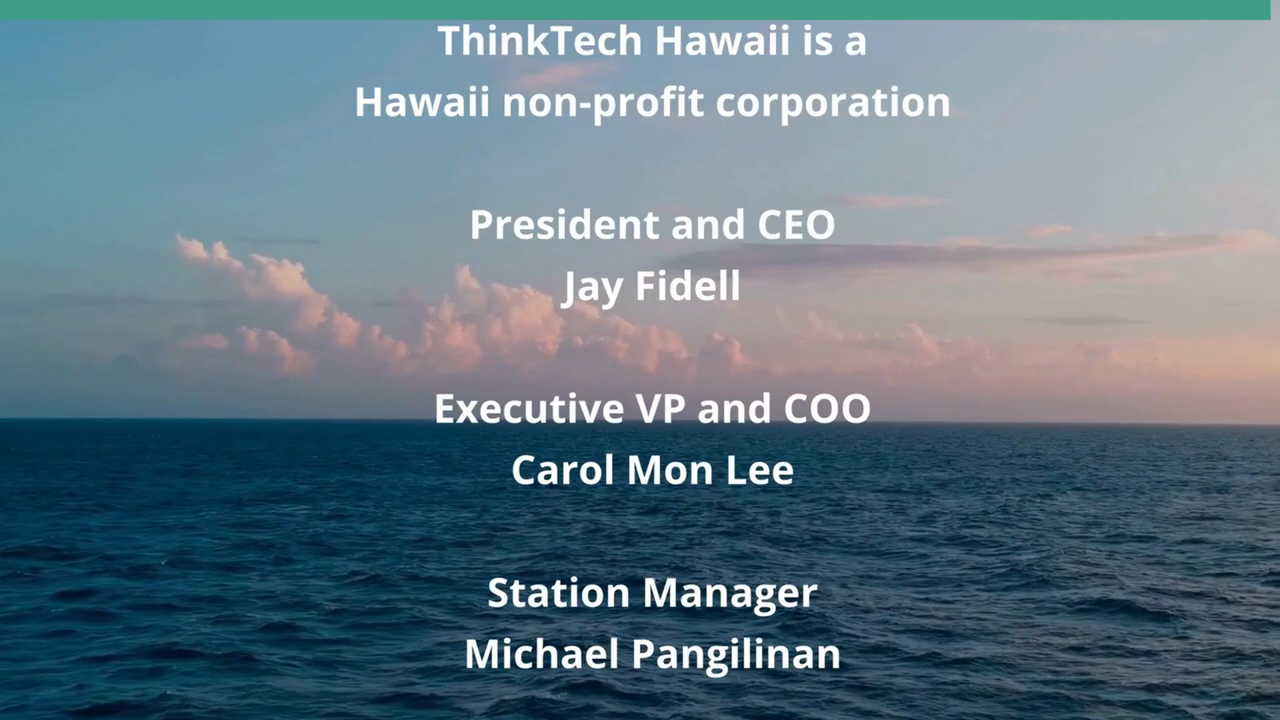 ThinkTech Hawaii is a
Hawaii non-profit corporation
President and CEO
Jay Fidell
Executive VP and COO
Carol Mon Lee
Station Manager
Michael Pangilinan